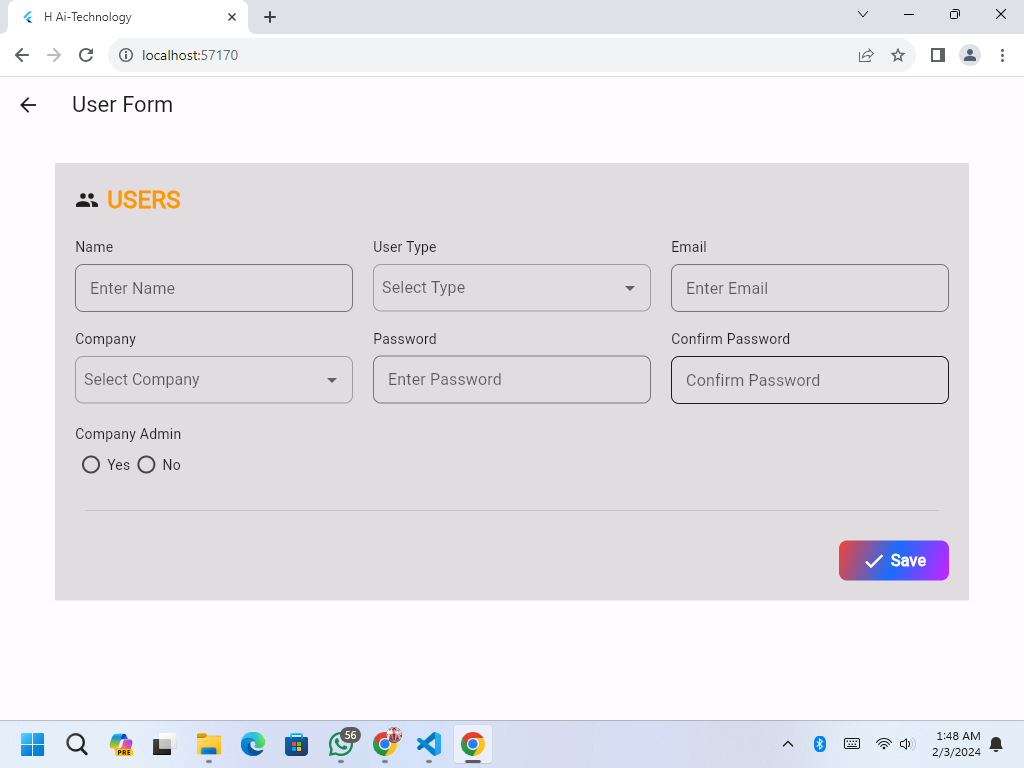 H Ai-Technology
localhost:57170
User Form
USERS
Name User Type Email
Enter Name Select Type Enter Email
Company Password Confirm Password
Select Company Enter Password Confirm Password
Company Admin
Yes No
Save
PRE 56 1:48 AM
2/3/2024